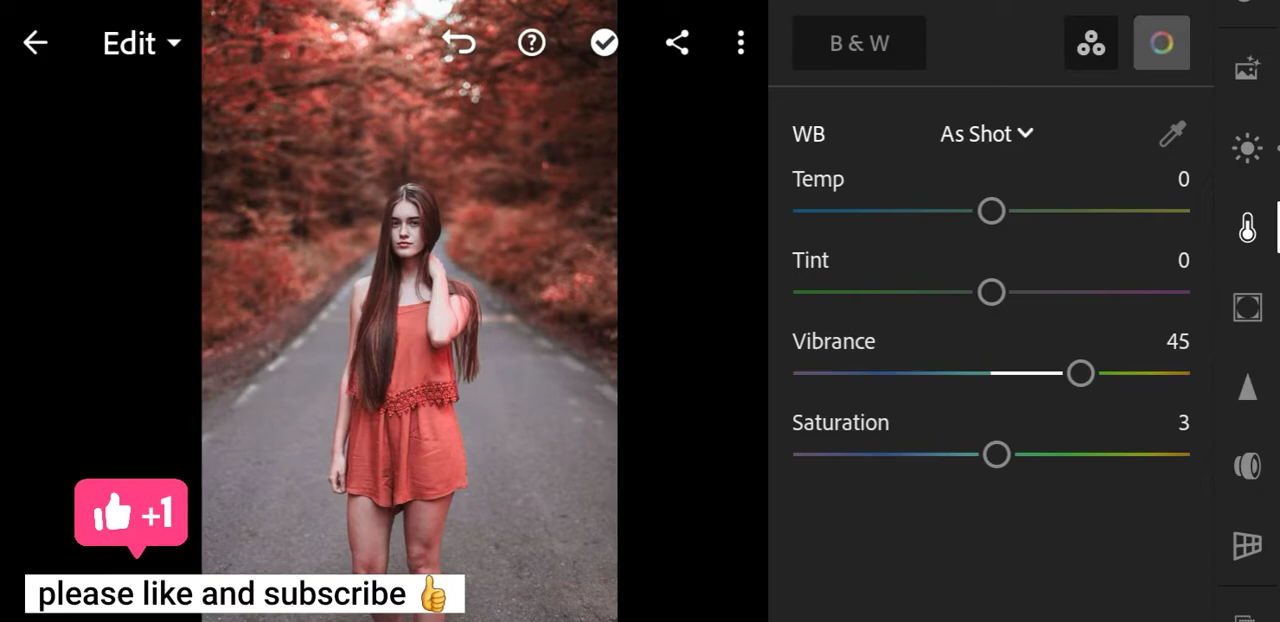 Edit
B & W
WB As Shot
Temp 0
Tint 0
Vibrance 45
Saturation 3
+1
please like and subscribe 👍